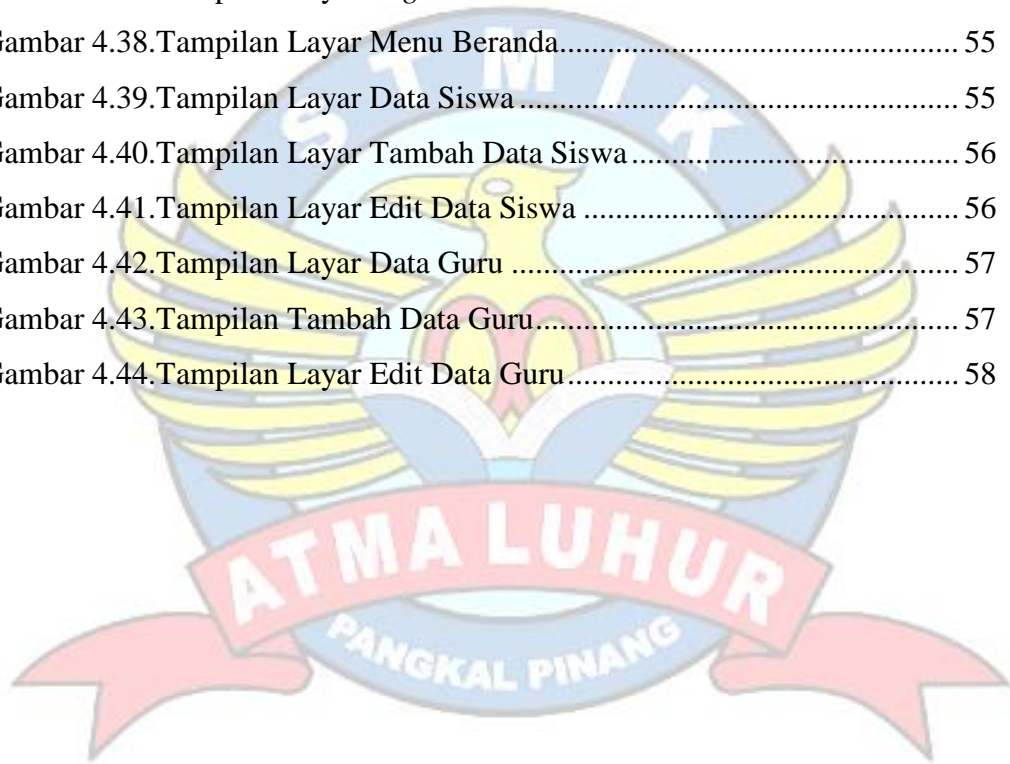 Gambar 4.38.Tampilan Layar Menu Beranda.................................................. 55
Gambar 4.39.Tampilan Layar Data Siswa....................................................... 55
Gambar 4.40.Tampilan Layar Tambah Data Siswa......................................... 56
Gambar 4.41.Tampilan Layar Edit Data Siswa ............................................... 56
Gambar 4.42.Tampilan Layar Data Guru ........................................................ 57
Gambar 4.43.Tampilan Tambah Data Guru..................................................... 57
Gambar 4.44.Tampilan Layar Edit Data Guru................................................. 58
STMIK
ATMA LUHUR
PANGKAL PINANG